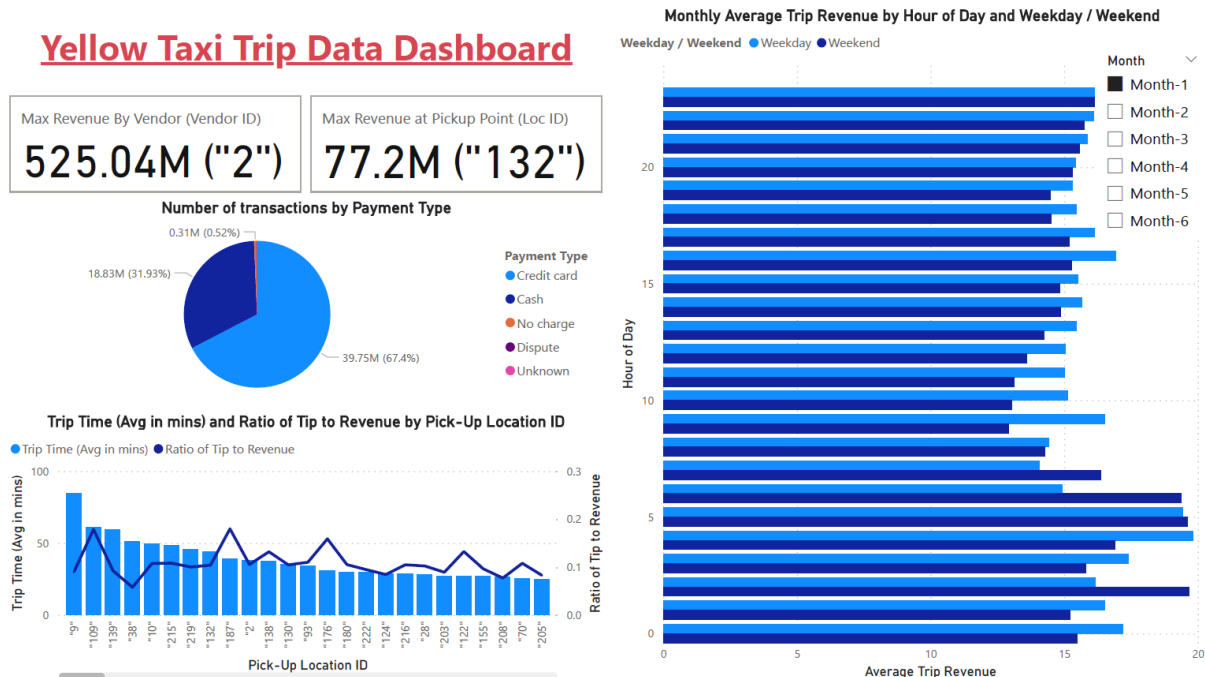 Yellow Taxi Trip Data Dashboard
Max Revenue By Vendor (Vendor ID)
525.04M ("2")
Max Revenue at Pickup Point (Loc ID)
77.2M ("132")
Number of transactions by Payment Type
0.31M (0.52%)
18.83M (31.93%)
39.75M (67.4%)
Payment Type
Credit card
Cash
No charge
Dispute
Unknown
Trip Time (Avg in mins) and Ratio of Tip to Revenue by Pick-Up Location ID
Trip Time (Avg in mins) Ratio of Tip to Revenue
Trip Time (Avg in mins)
100
50
0
Ratio of Tip to Revenue
0.3
0.2
0.1
0.0
"9" "109" "139" "38" "10" "215" "219" "132" "187" "2" "138" "130" "93" "176" "180" "222" "124" "216" "28" "203" "122" "155" "208" "70" "205"
Pick-Up Location ID
Monthly Average Trip Revenue by Hour of Day and Weekday / Weekend
Weekday / Weekend Weekday Weekend
Month
Month-1
Month-2
Month-3
Month-4
Month-5
Month-6
Hour of Day
20
15
10
5
0
0 5 10 15 20
Average Trip Revenue